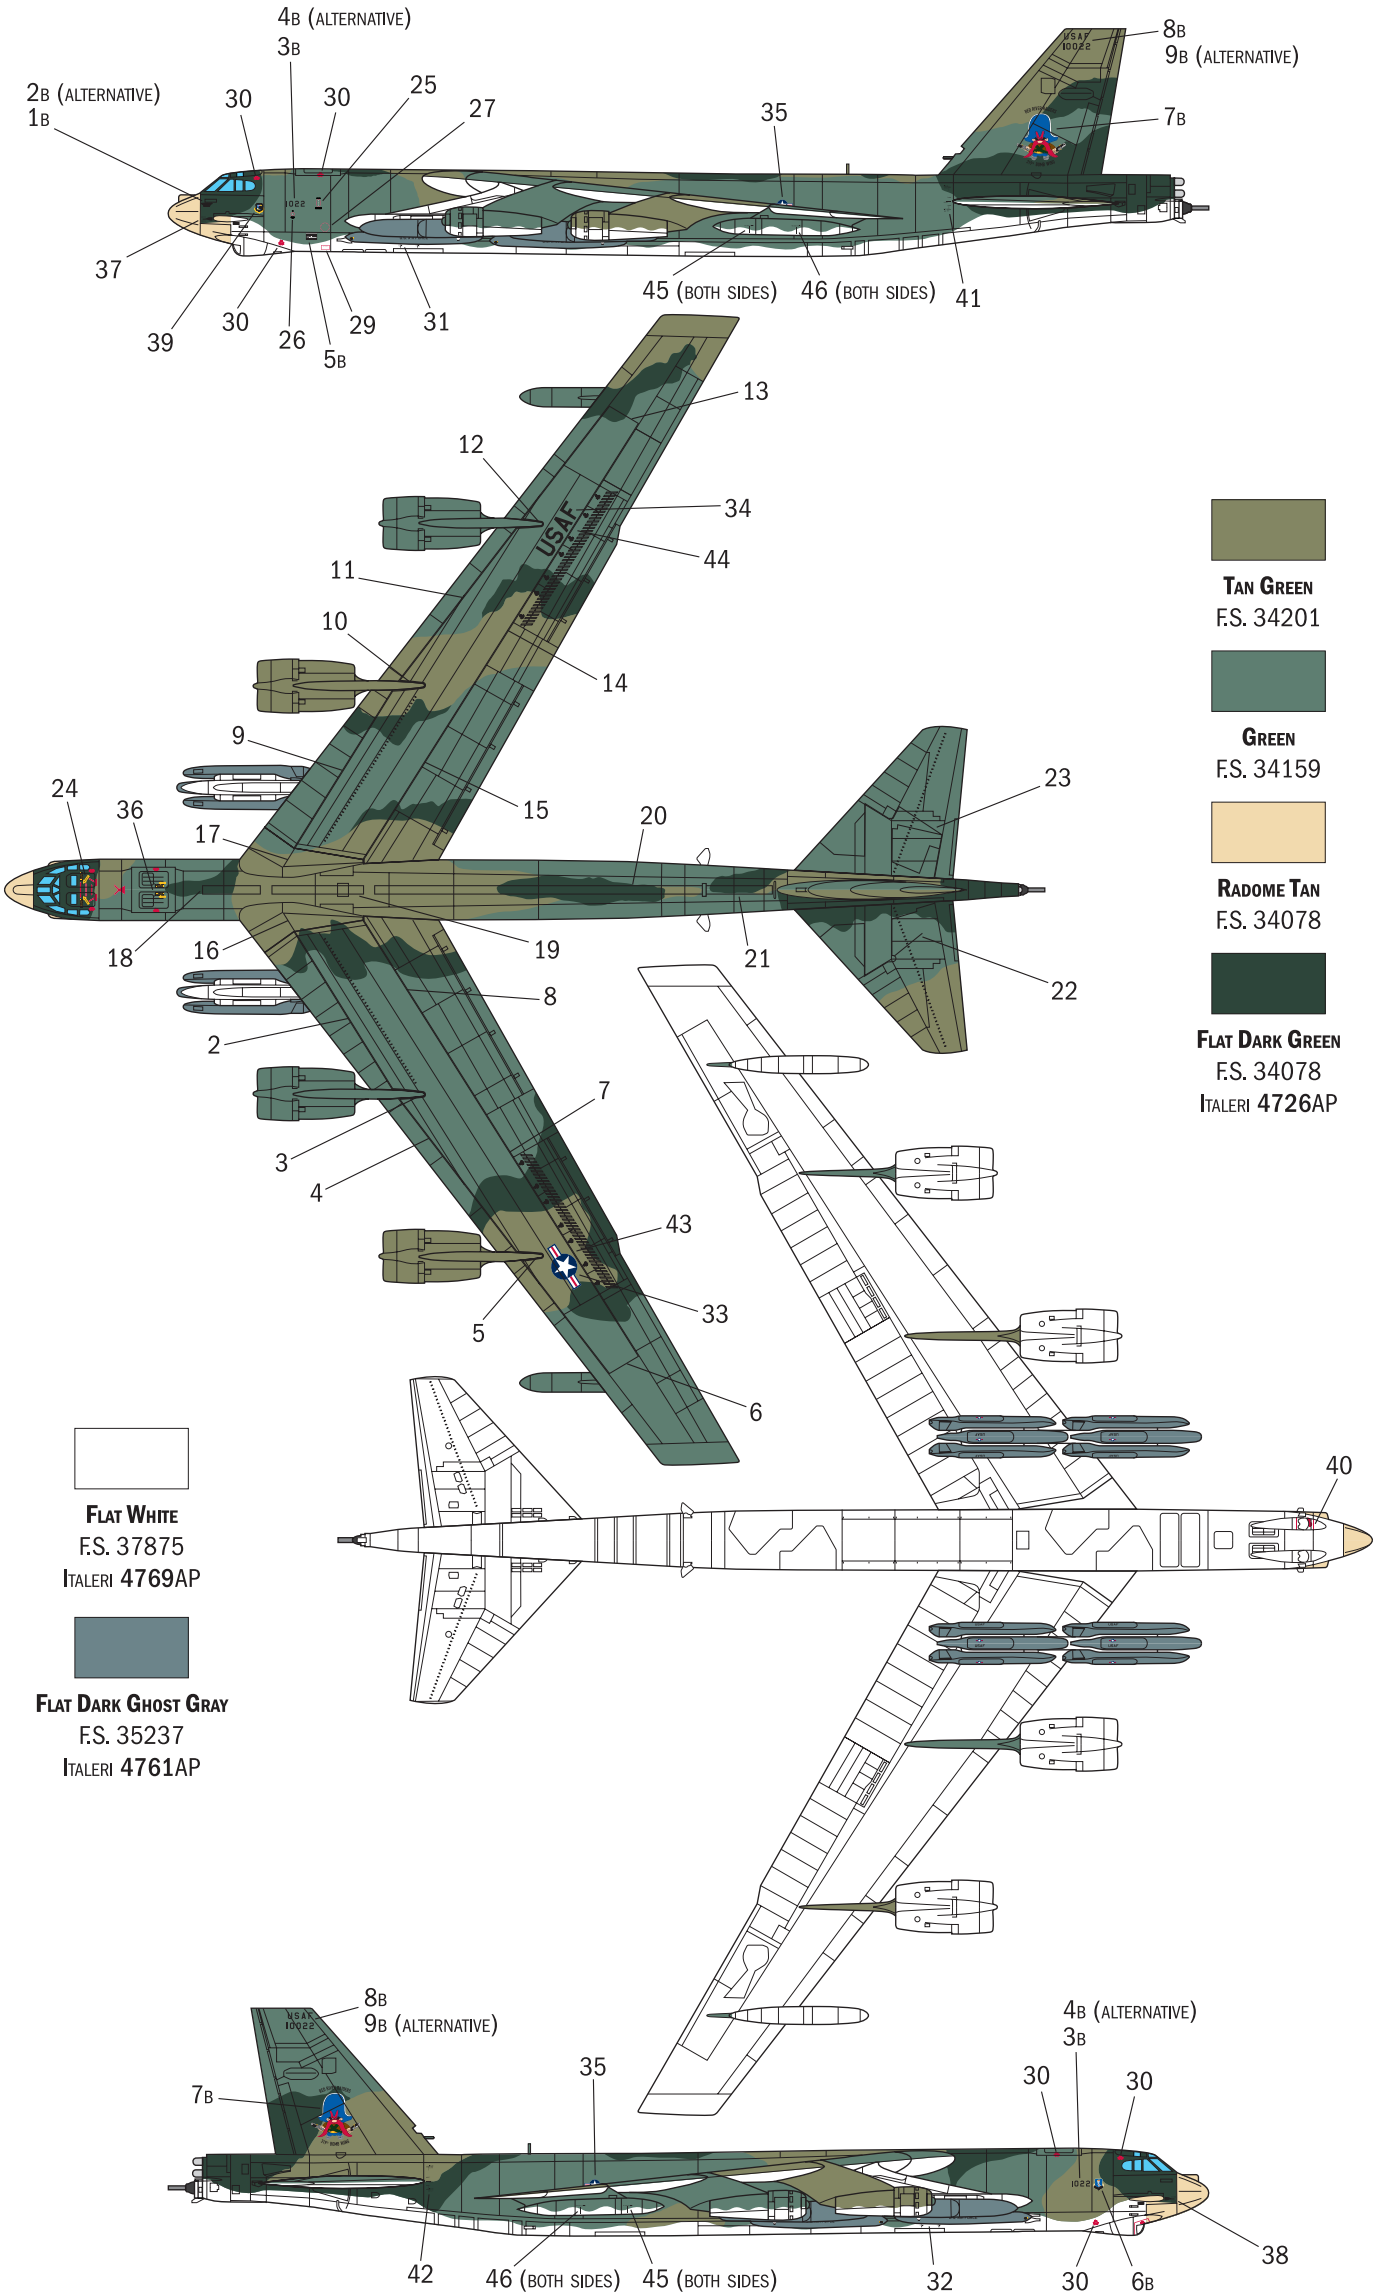 4B (ALTERNATIVE)
3B
8B
9B (ALTERNATIVE)
2B (ALTERNATIVE)
1B
30
30
25
27
35
7B
USAF
10022
1022
37
39
30
26
5B
29
31
45 (BOTH SIDES)
46 (BOTH SIDES)
41
13
12
34
USAF
44
11
10
14
9
15
24
36
17
20
23
18
16
19
21
22
8
2
7
3
4
43
33
5
6
TAN GREEN
F.S. 34201
GREEN
F.S. 34159
RADOME TAN
F.S. 34078
FLAT DARK GREEN
F.S. 34078
ITALERI 4726AP
FLAT WHITE
F.S. 37875
ITALERI 4769AP
FLAT DARK GHOST GRAY
F.S. 35237
ITALERI 4761AP
40
8B
9B (ALTERNATIVE)
USAF
10022
7B
35
4B (ALTERNATIVE)
3B
30
30
1022
42
46 (BOTH SIDES)
45 (BOTH SIDES)
32
30
6B
38